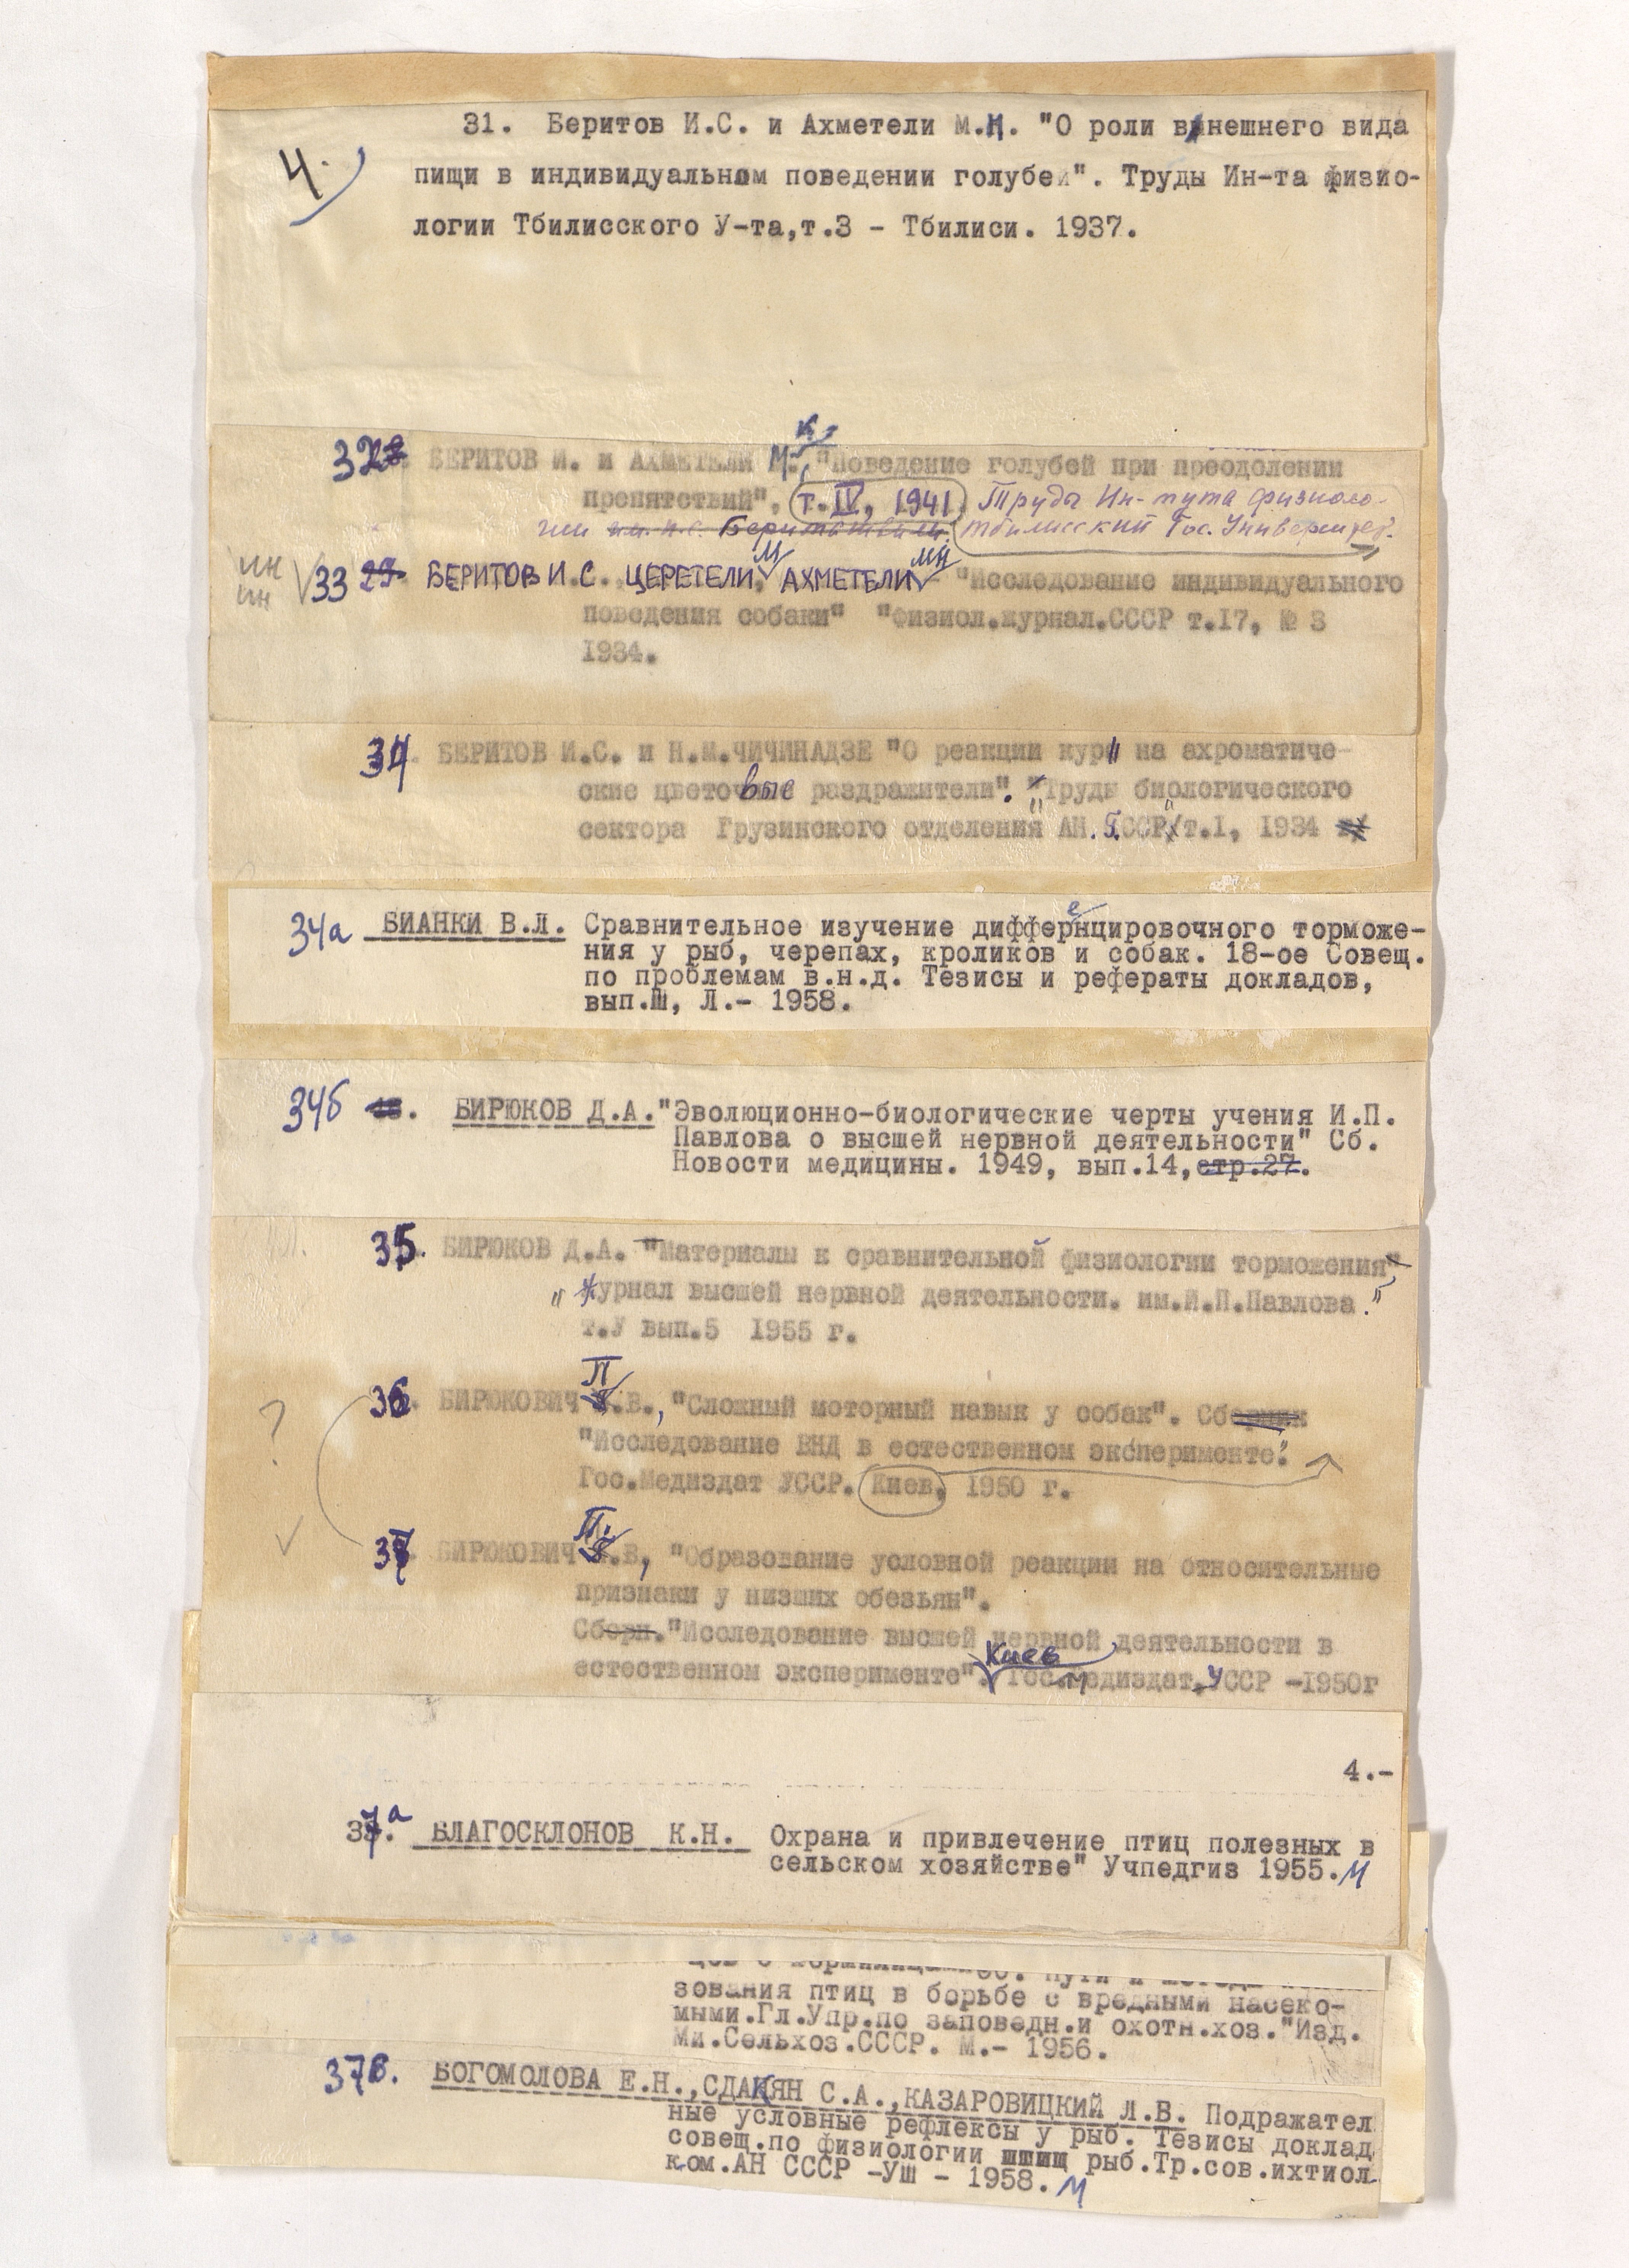 31. Беритов И.С. и Ахметели М.Н. "О роли внешнего вида
4.
пищи в индивидуальном поведении голубей". Труды Ин-та физио-
логии Тбилисского У-та,т.3 - Тбилиси. 1937.
32. БЕРИТОВ И. и АХМЕТЕЛИ М., "Поведение голубей при преодолении
препятствий", т. IV, 1941 Труды Ин-тута физиоло-
гии им. И.С. Бериташвили Тбилисский Гос. Университет.
ин
ин
33 29. БЕРИТОВ И.С. ЦЕРЕТЕЛИ М АХМЕТЕЛИ МН - "Исследование индивидуального
поведения собаки" "Физиол.журнал.СССР т.17, № 3
1934.
34. БЕРИТОВ И.С. и Н.М.ЧИЧИНАДЗЕ "О реакции кур на ахроматиче-
ские цветовые раздражители". "Труды биологического
сектора Грузинского отделения АН.СССР" т.I, 1934
34а БИАНКИ В.Л. Сравнительное изучение дифференцировочного торможе-
ния у рыб, черепах, кроликов и собак. 18-ое Совещ.
по проблемам в.н.д. Тезисы и рефераты докладов,
вып.Ш, Л.- 1958.
34б . БИРЮКОВ Д.А."Эволюционно-биологические черты учения И.П.
Павлова о высшей нервной деятельности" Сб.
Новости медицины. 1949, вып.14,стр.27.
35. БИРЮКОВ Д.А. "Материалы к сравнительной физиологии торможения",
"Журнал высшей нервной деятельности. им.И.П.Павлова."
т.У вып.5 1955 г.
36. БИРЮКОВИЧ П.В., "Сложный моторный навык у собак". Сборник
?
"Исследование ВНД в естественном эксперименте".
Гос.Медиздат УССР. Киев, 1950 г.
37. БИРЮКОВИЧ П.В, "Образование условной реакции на относительные
признаки у низших обезьян".
Сборн."Исследование высшей нервной деятельности в
естественном эксперименте". Киев Гос.Медиздат.УССР -1950г
4.-
37а. БЛАГОСКЛОНОВ К.Н. Охрана и привлечение птиц полезных в
сельском хозяйстве" Учпедгиз 1955.М
зования птиц в борьбе с вредными насеко-
мыми.Гл.Упр.по заповедн.и охотн.хоз."Изд.
Ми.Сельхоз.СССР. М.- 1956.
37в. БОГОМОЛОВА Е.Н.,СДАКЯН С.А.,КАЗАРОВИЦКИЙ Л.В. Подражател
ные условные рефлексы у рыб. Тезисы доклад
совещ.по физиологии рыб.Тр.сов.ихтиол.
ком.АН СССР -УШ - 1958. М